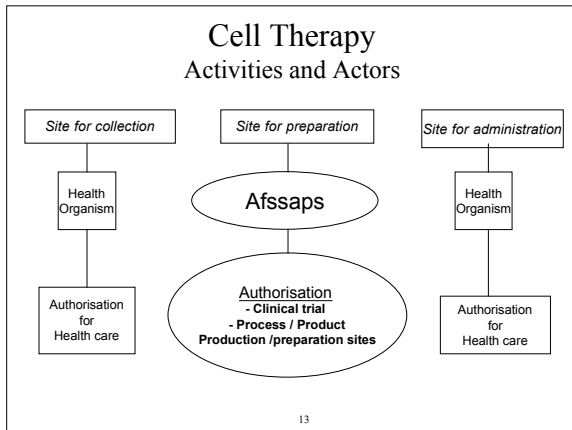 Cell Therapy
Activities and Actors
Site for collection
Site for preparation
Site for administration
Health
Organism
Afssaps
Health
Organism
Authorisation
for
Health care
Authorisation
- Clinical trial
- Process / Product
Production /preparation sites
Authorisation
for
Health care
13